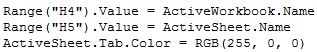 Range("H4").Value = ActiveWorkbook.Name
Range("H5").Value = ActiveSheet.Name
ActiveSheet.Tab.Color = RGB(255, 0, 0)